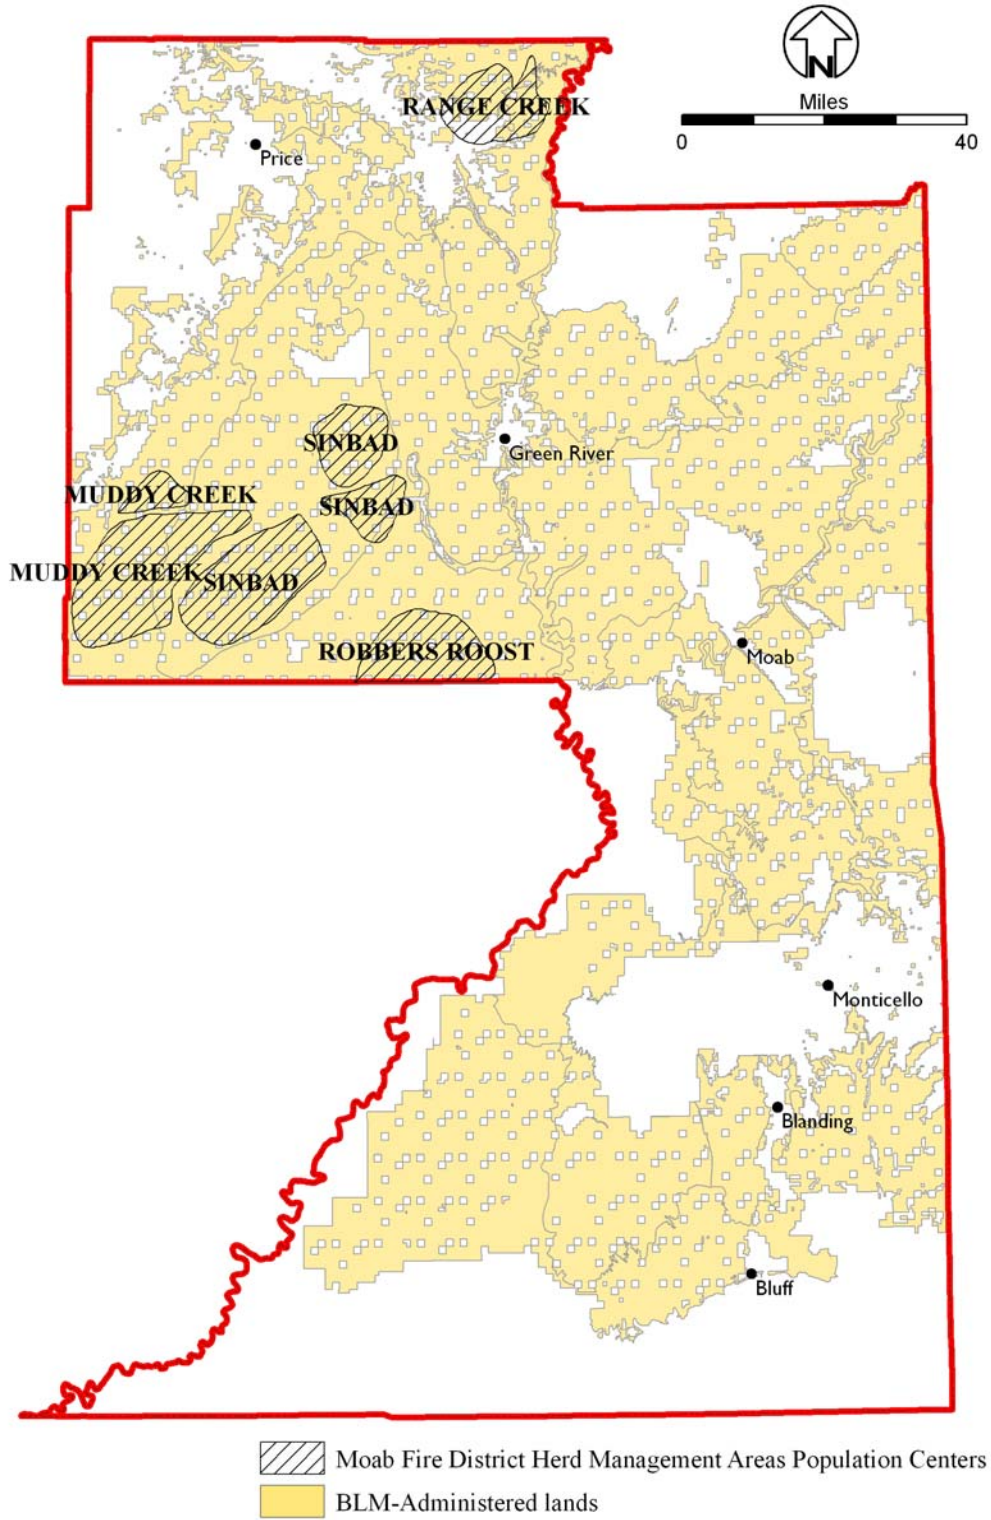 N
Miles
0 40
RANGE CREEK
Price
SINBAD
Green River
MUDDY CREEK
SINBAD
MUDDY CREEK
SINBAD
ROBBERS ROOST
Moab
Monticello
Blanding
Bluff
Moab Fire District Herd Management Areas Population Centers
BLM-Administered lands